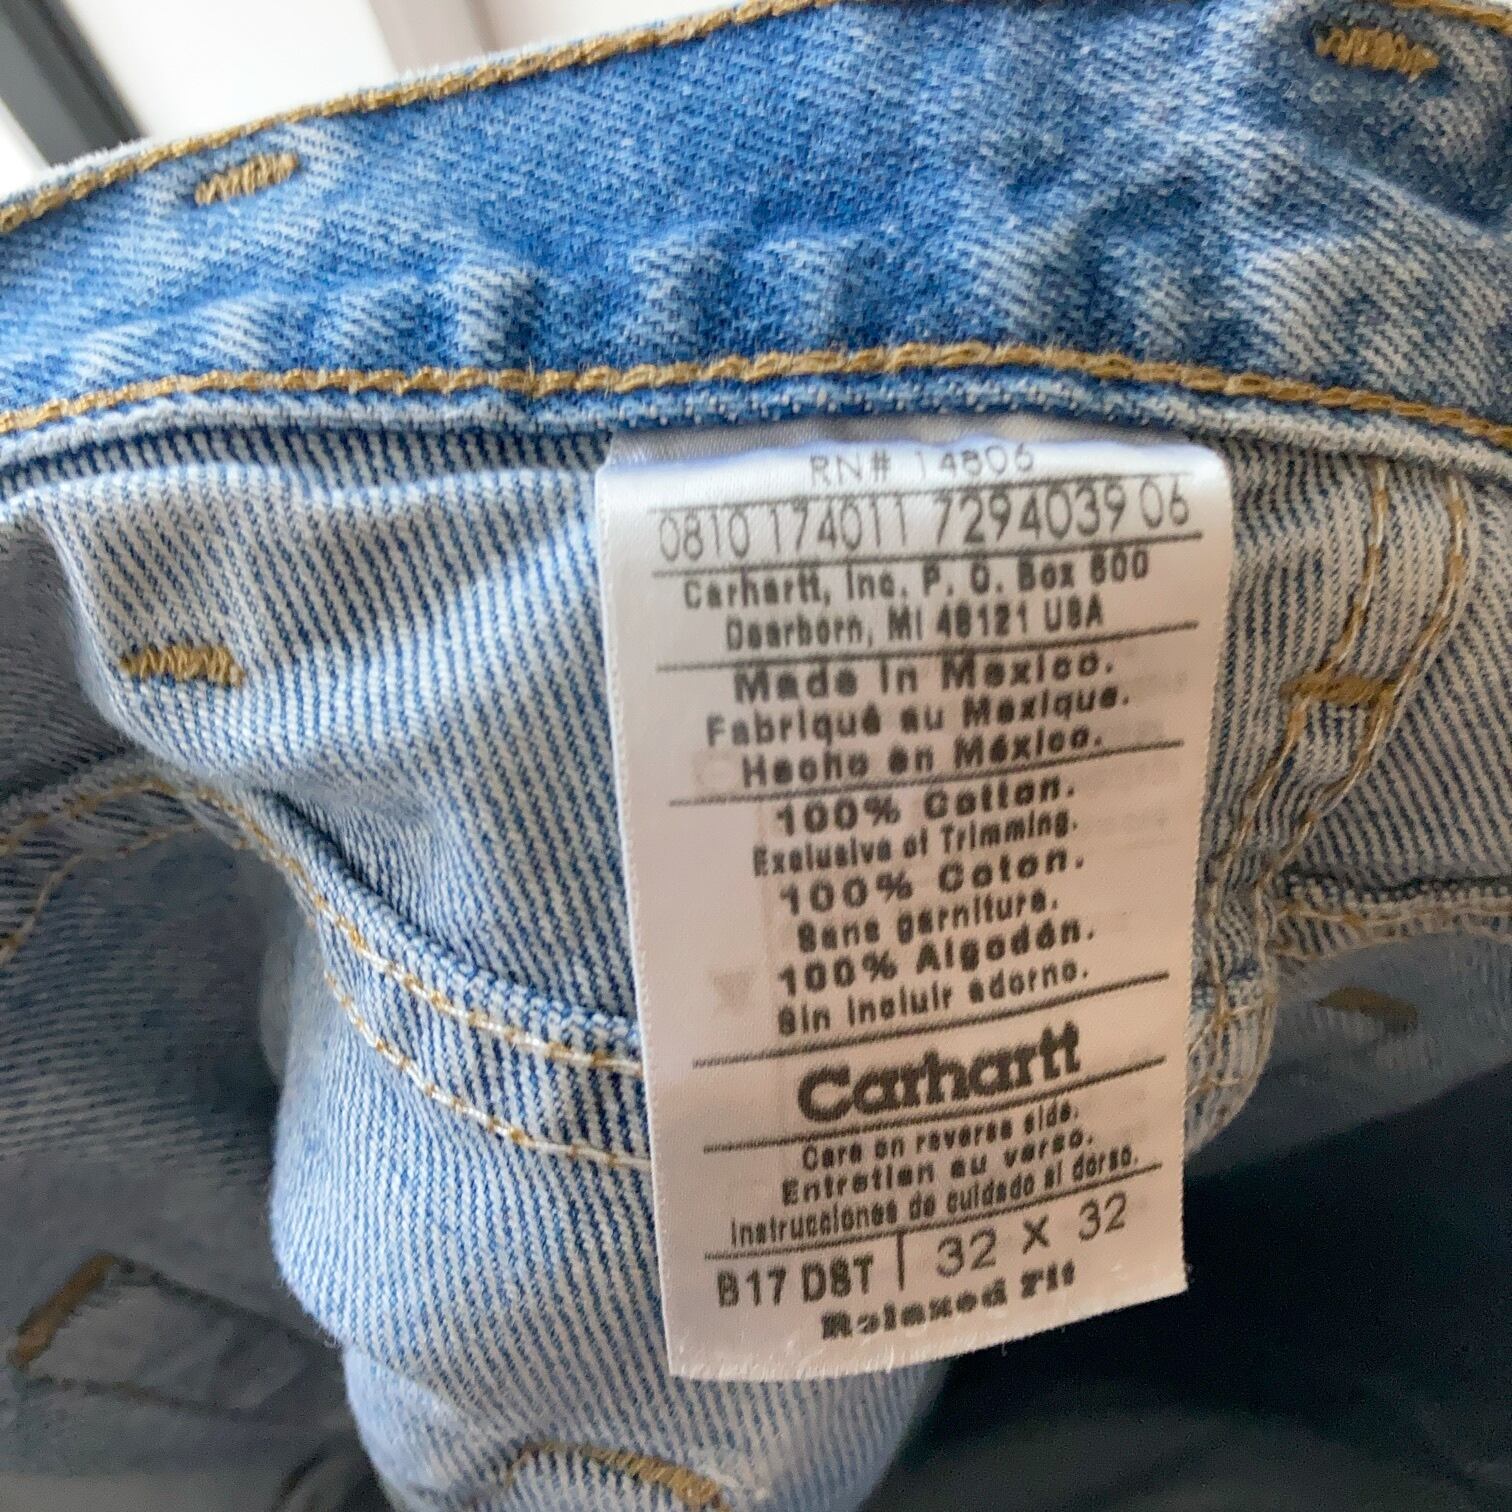 RN# 14806
0810 174011 7294039 06
Carhartt, Inc. P. O. Box 600
Dearborn, MI 48121 USA
Made in Mexico.
Fabriqué au Mexique.
Hecho en México.
100% Cotton.
Exclusive of Trimming.
100% Coton.
Sans garniture.
100% Algodón.
Sin incluir adorno.
Carhartt
Care on reverse side.
Entretien au verso.
Instrucciones de cuidado al dorso.
B17 DST | 32 X 32
Relaxed Fit